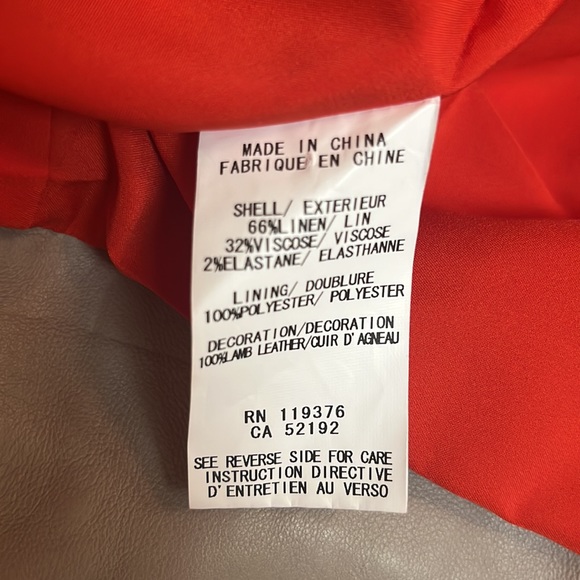 MADE IN CHINA
FABRIQUE EN CHINE
SHELL/ EXTERIEUR
66%LINEN/ LIN
32%VISCOSE/ VISCOSE
2%ELASTANE/ ELASTHANNE
LINING/ DOUBLURE
100%POLYESTER/ POLYESTER
DECORATION/DECORATION
100%LAMB LEATHER/CUIR D'AGNEAU
RN 119376
CA 52192
SEE REVERSE SIDE FOR CARE
INSTRUCTION DIRECTIVE
D'ENTRETIEN AU VERSO